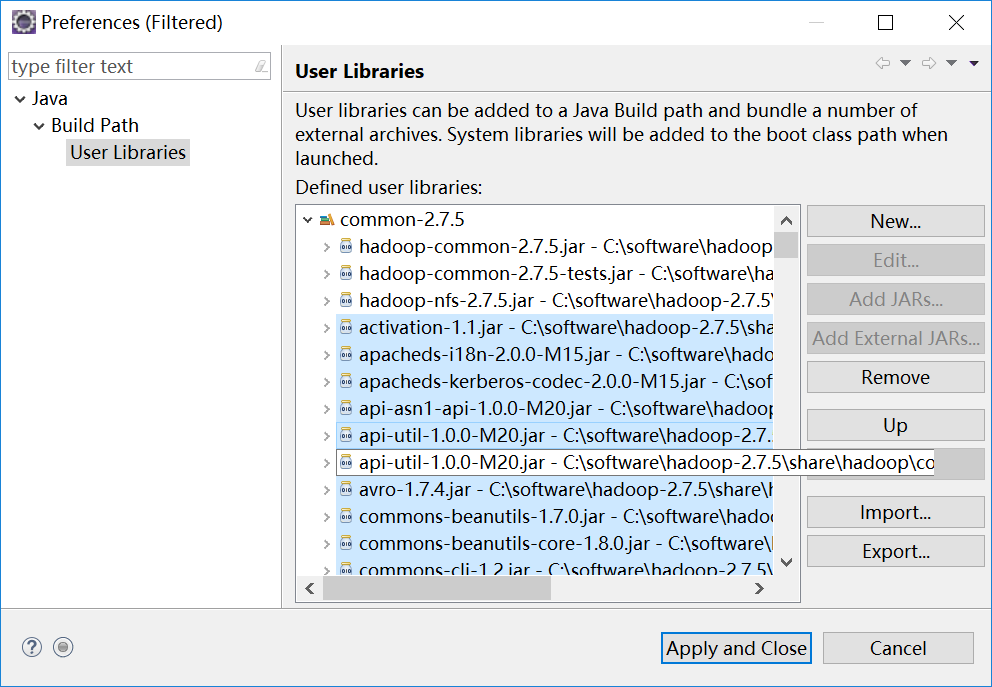 Preferences (Filtered)
type filter text
Java
Build Path
User Libraries
User Libraries
User libraries can be added to a Java Build path and bundle a number of
external archives. System libraries will be added to the boot class path when
launched.
Defined user libraries:
common-2.7.5
hadoop-common-2.7.5.jar - C:\software\hadoop
hadoop-common-2.7.5-tests.jar - C:\software\ha
hadoop-nfs-2.7.5.jar - C:\software\hadoop-2.7.5\
activation-1.1.jar - C:\software\hadoop-2.7.5\sha
apacheds-i18n-2.0.0-M15.jar - C:\software\hado
apacheds-kerberos-codec-2.0.0-M15.jar - C:\sof
api-asn1-api-1.0.0-M20.jar - C:\software\hadoop
api-util-1.0.0-M20.jar - C:\software\hadoop-2.7.
api-util-1.0.0-M20.jar - C:\software\hadoop-2.7.5\share\hadoop\co
avro-1.7.4.jar - C:\software\hadoop-2.7.5\share\h
commons-beanutils-1.7.0.jar - C:\software\hadoo
commons-beanutils-core-1.8.0.jar - C:\software\
commons-cli-1.2.jar - C:\software\hadoop-2.7.5\
New...
Edit...
Add JARs...
Add External JARs...
Remove
Up
Import...
Export...
Apply and Close
Cancel